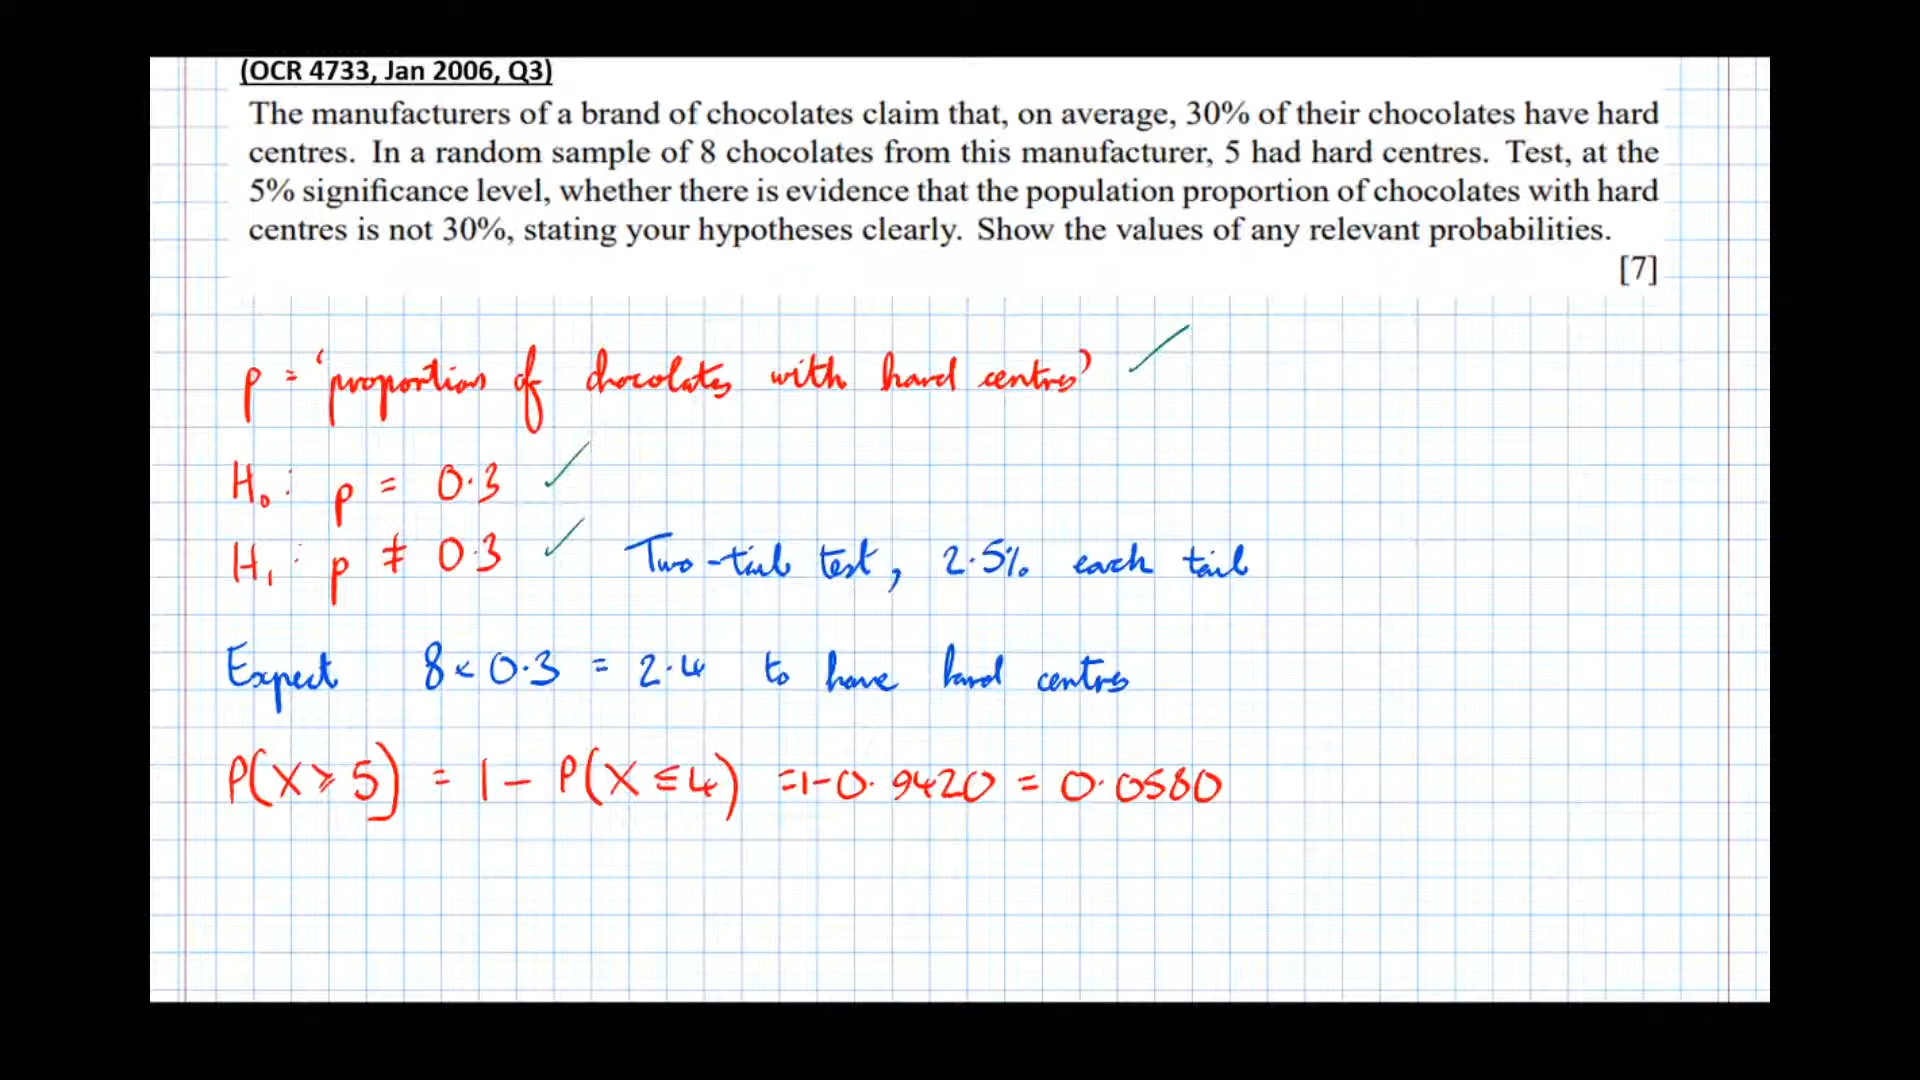 (OCR 4733, Jan 2006, Q3)
The manufacturers of a brand of chocolates claim that, on average, 30% of their chocolates have hard
centres. In a random sample of 8 chocolates from this manufacturer, 5 had hard centres. Test, at the
5% significance level, whether there is evidence that the population proportion of chocolates with hard
centres is not 30%, stating your hypotheses clearly. Show the values of any relevant probabilities.
[7]
p = 'proportion of chocolates with hard centres' ✓
H₀: p = 0.3 ✓
H₁: p ≠ 0.3 ✓ Two-tail test, 2.5% each tail
Expect 8 × 0.3 = 2.4 to have hard centres
P(X ≥ 5) = 1 - P(X ≤ 4) = 1-0.9420 = 0.0580